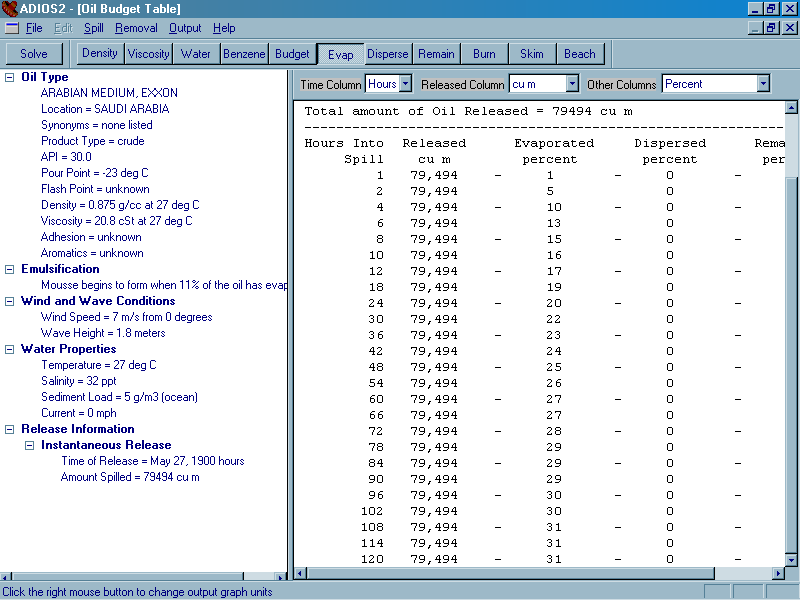 ADIOS2 - [Oil Budget Table]
File Edit Spill Removal Output Help
Solve Density Viscosity Water Benzene Budget Evap Disperse Remain Burn Skim Beach
Oil Type
ARABIAN MEDIUM, EXXON
Location = SAUDI ARABIA
Synonyms = none listed
Product Type = crude
API = 30.0
Pour Point = -23 deg C
Flash Point = unknown
Density = 0.875 g/cc at 27 deg C
Viscosity = 20.8 cSt at 27 deg C
Adhesion = unknown
Aromatics = unknown
Emulsification
Mousse begins to form when 11% of the oil has evap
Wind and Wave Conditions
Wind Speed = 7 m/s from 0 degrees
Wave Height = 1.8 meters
Water Properties
Temperature = 27 deg C
Salinity = 32 ppt
Sediment Load = 5 g/m3 (ocean)
Current = 0 mph
Release Information
Instantaneous Release
Time of Release = May 27, 1900 hours
Amount Spilled = 79494 cu m
Time Column Hours Released Column cu m Other Columns Percent
Total amount of Oil Released = 79494 cu m
Hours Into Released Evaporated Dispersed Rema
Spill cu m percent percent per
1 79,494 - 1 - 0 -
2 79,494 5 0
4 79,494 - 10 - 0 -
6 79,494 13 0
8 79,494 - 15 - 0 -
10 79,494 16 0
12 79,494 - 17 - 0 -
18 79,494 19 0
24 79,494 - 20 - 0 -
30 79,494 22 0
36 79,494 - 23 - 0 -
42 79,494 24 0
48 79,494 - 25 - 0 -
54 79,494 26 0
60 79,494 - 27 - 0 -
66 79,494 27 0
72 79,494 - 28 - 0 -
78 79,494 29 0
84 79,494 - 29 - 0 -
90 79,494 29 0
96 79,494 - 30 - 0 -
102 79,494 30 0
108 79,494 - 31 - 0 -
114 79,494 31 0
120 79,494 - 31 - 0 -
Click the right mouse button to change output graph units